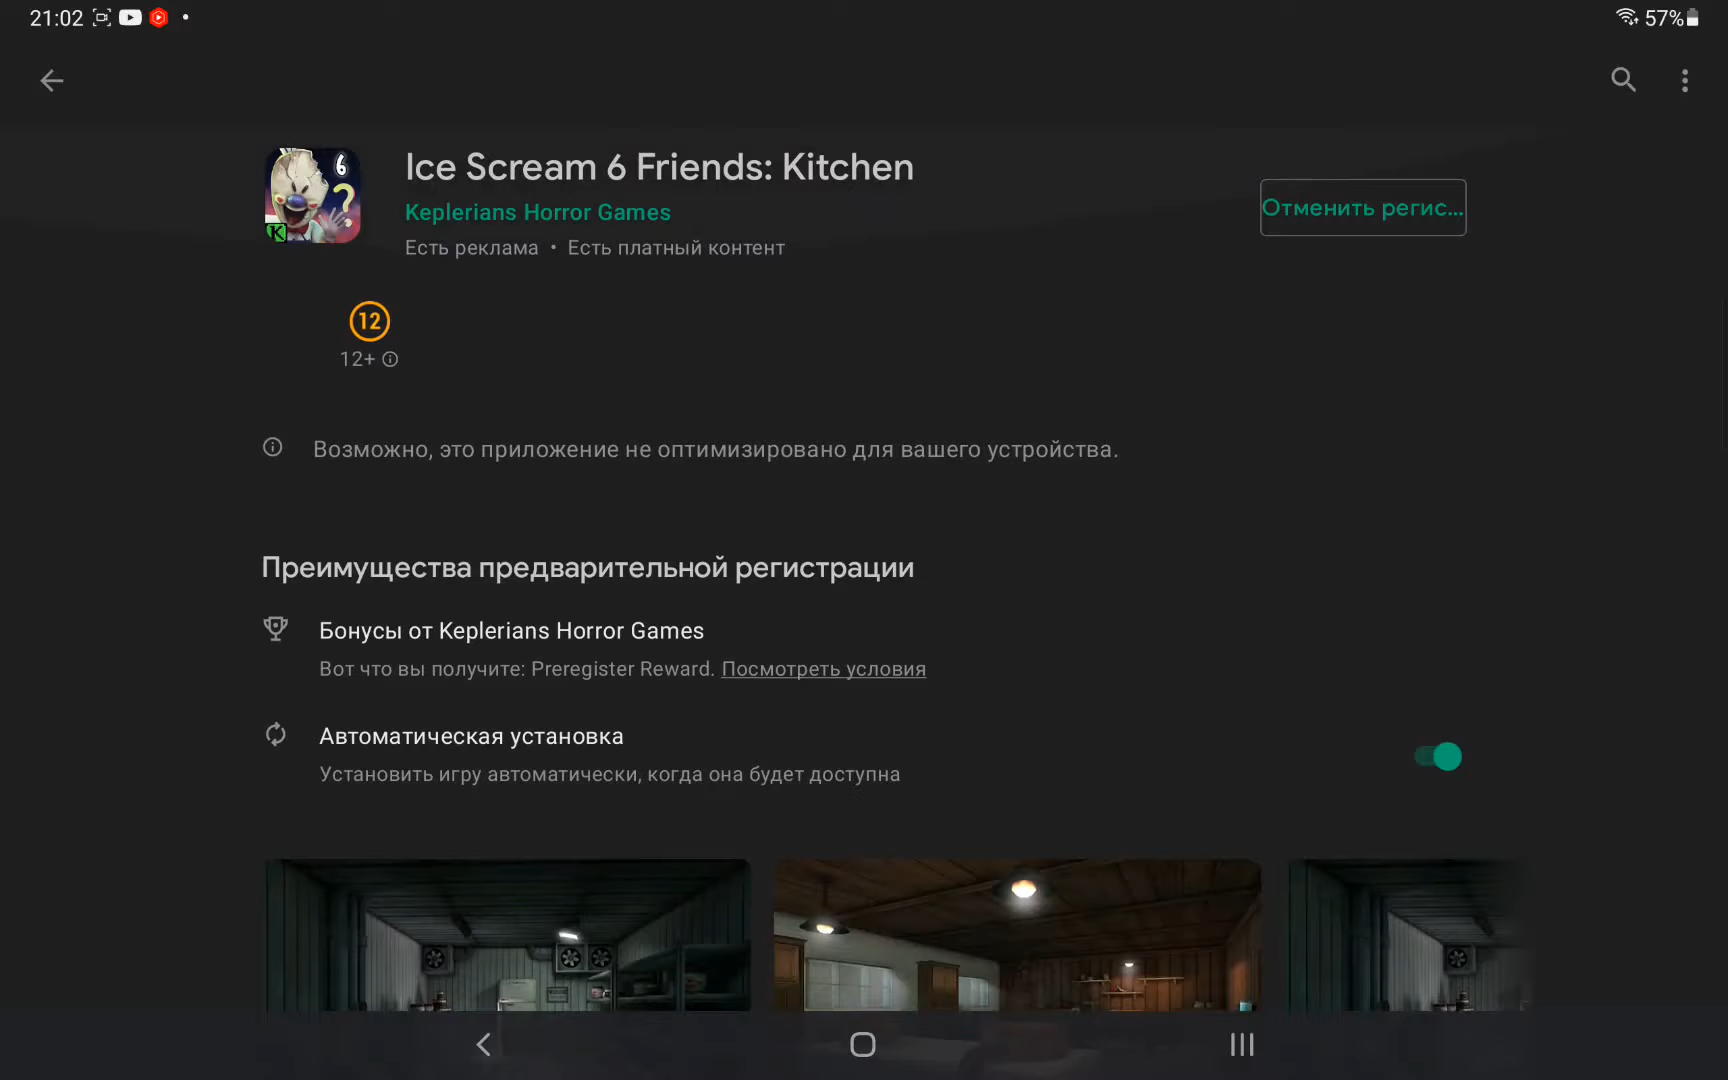 21:02
57%
Ice Scream 6 Friends: Kitchen
Keplerians Horror Games
Есть реклама • Есть платный контент
Отменить регис...
6
?
K
12
12+
Возможно, это приложение не оптимизировано для вашего устройства.
Преимущества предварительной регистрации
Бонусы от Keplerians Horror Games
Вот что вы получите: Preregister Reward. Посмотреть условия
Автоматическая установка
Установить игру автоматически, когда она будет доступна